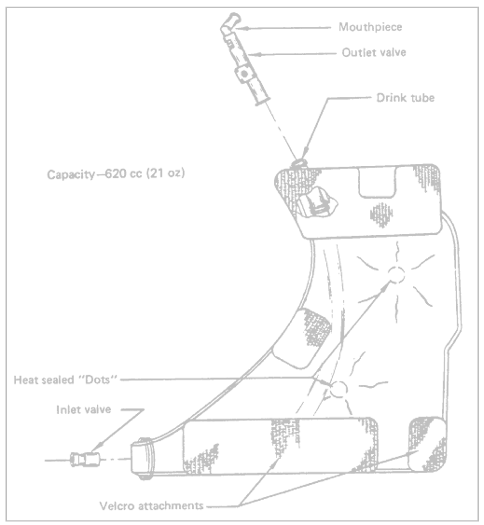 Mouthpiece
Outlet valve
Drink tube
Capacity—620 cc (21 oz)
Heat sealed "Dots"
Inlet valve
Velcro attachments